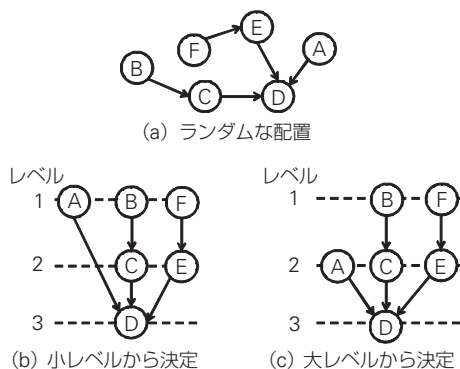 E
F
A
B
C
D
(a) ランダムな配置
レベル
1 A B F
2 C E
3 D
(b) 小レベルから決定
レベル
1 B F
2 A C E
3 D
(c) 大レベルから決定